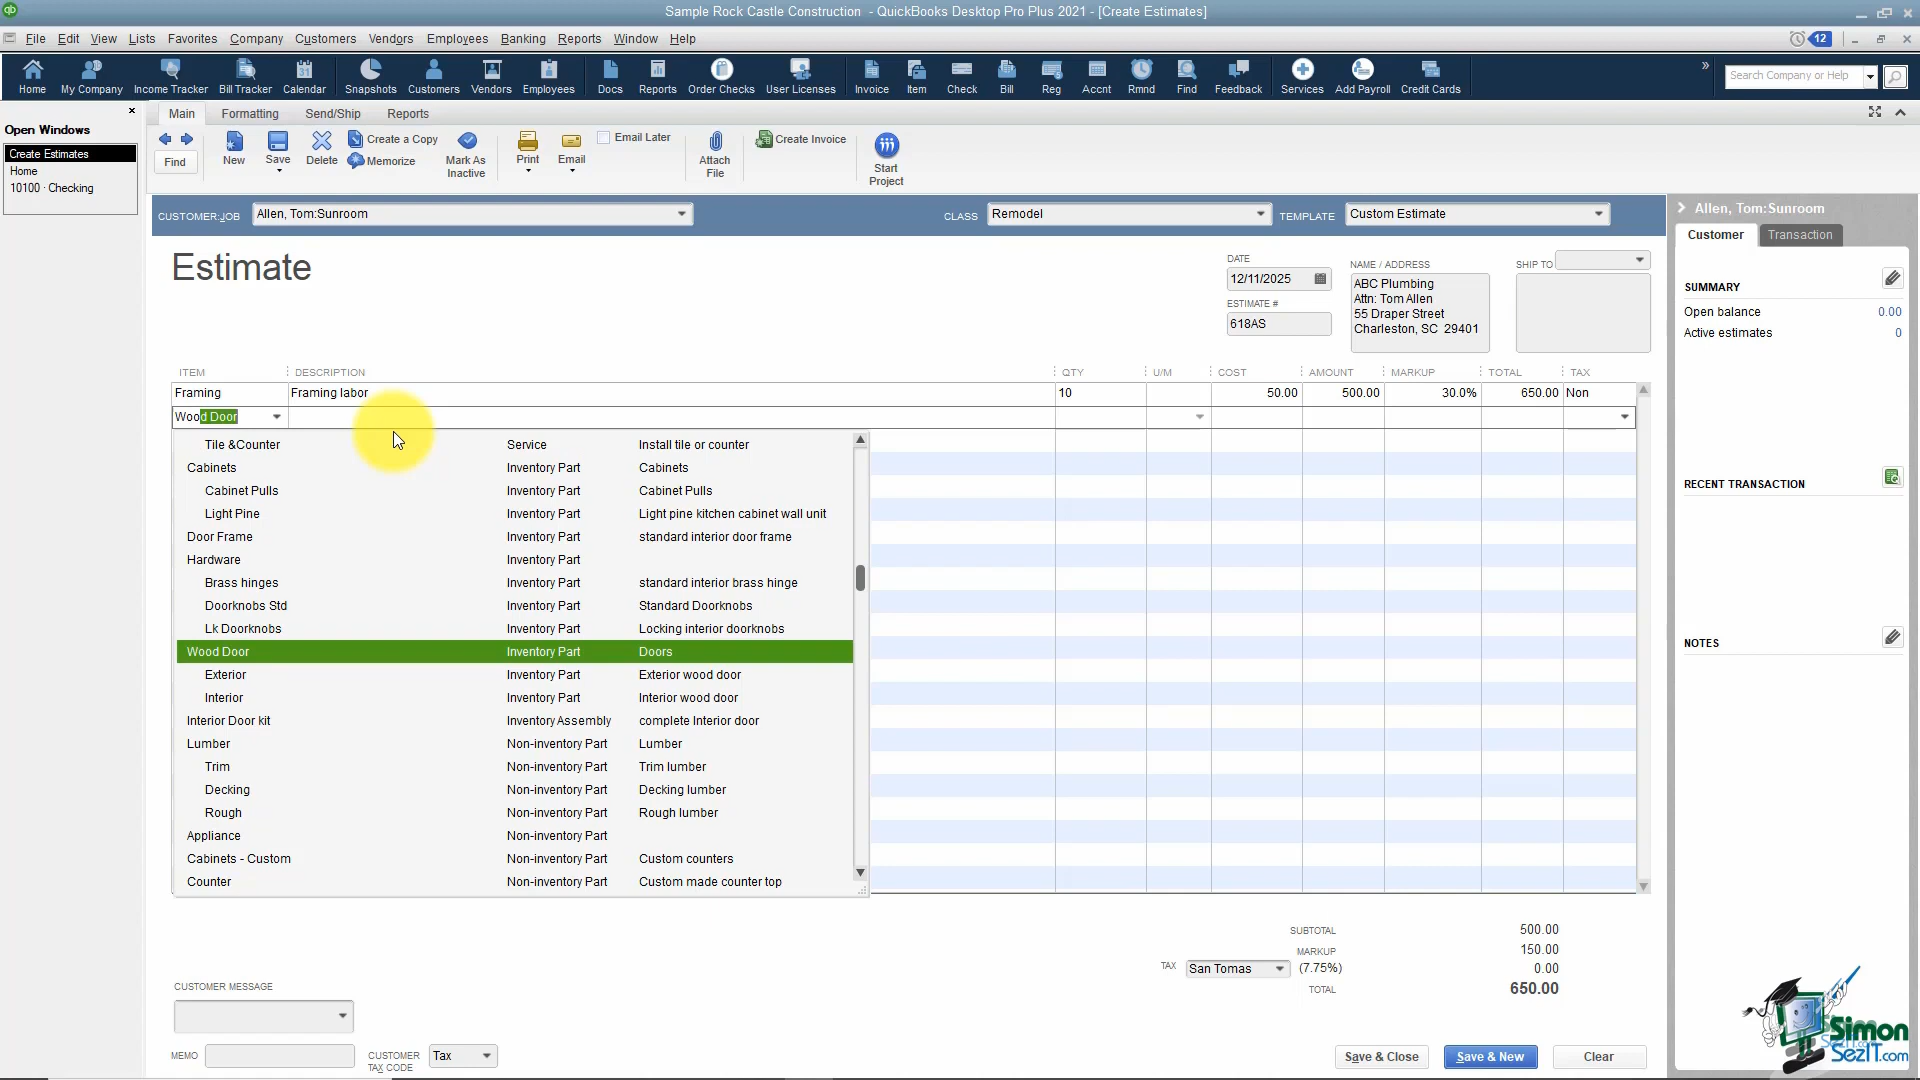 Sample Rock Castle Construction - QuickBooks Desktop Pro Plus 2021 - [Create Estimates]
File Edit View Lists Favorites Company Customers Vendors Employees Banking Reports Window Help 12
Home My Company Income Tracker Bill Tracker Calendar Snapshots Customers Vendors Employees Docs Reports Order Checks User Licenses Invoice Item Check Bill Reg Accnt Rmnd Find Feedback Services Add Payroll Credit Cards » Search Company or Help
Main Formatting Send/Ship Reports
Open Windows
Create Estimates
Home
10100 · Checking
Find New Save Delete Create a Copy
Memorize
Mark As
Inactive
Print Email Email Later
Attach
File
Create Invoice
Start
Project
CUSTOMER:JOB Allen, Tom:Sunroom CLASS Remodel TEMPLATE Custom Estimate
Estimate
DATE
12/11/2025
ESTIMATE #
618AS
NAME / ADDRESS
ABC Plumbing
Attn: Tom Allen
55 Draper Street
Charleston, SC 29401
SHIP TO
ITEM DESCRIPTION QTY U/M COST AMOUNT MARKUP TOTAL TAX
Framing Framing labor 10 50.00 500.00 30.0% 650.00 Non
Wood Door
Tile &Counter Service Install tile or counter
Cabinets Inventory Part Cabinets
Cabinet Pulls Inventory Part Cabinet Pulls
Light Pine Inventory Part Light pine kitchen cabinet wall unit
Door Frame Inventory Part standard interior door frame
Hardware Inventory Part
Brass hinges Inventory Part standard interior brass hinge
Doorknobs Std Inventory Part Standard Doorknobs
Lk Doorknobs Inventory Part Locking interior doorknobs
Wood Door Inventory Part Doors
Exterior Inventory Part Exterior wood door
Interior Inventory Part Interior wood door
Interior Door kit Inventory Assembly complete Interior door
Lumber Non-inventory Part Lumber
Trim Non-inventory Part Trim lumber
Decking Non-inventory Part Decking lumber
Rough Non-inventory Part Rough lumber
Appliance Non-inventory Part
Cabinets - Custom Non-inventory Part Custom counters
Counter Non-inventory Part Custom made counter top
SUBTOTAL 500.00
MARKUP 150.00
TAX San Tomas (7.75%) 0.00
TOTAL 650.00
CUSTOMER MESSAGE
MEMO CUSTOMER
TAX CODE
Tax
Save & Close Save & New Clear
Allen, Tom:Sunroom
Customer Transaction
SUMMARY
Open balance 0.00
Active estimates 0
RECENT TRANSACTION
NOTES
Simon
SezIT.com